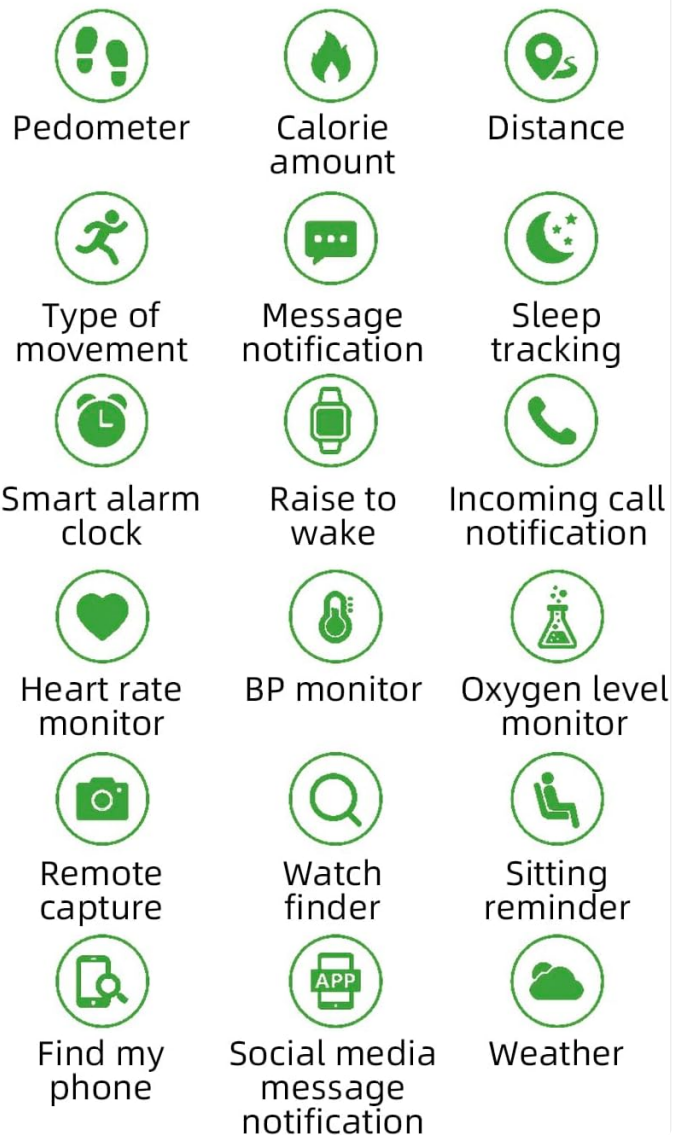 Pedometer
Calorie
amount
Distance
Type of
movement
Message
notification
Sleep
tracking
Smart alarm
clock
Raise to
wake
Incoming call
notification
Heart rate
monitor
BP monitor
Oxygen level
monitor
Remote
capture
Watch
finder
Sitting
reminder
Find my
phone
APP
Social media
message
notification
Weather